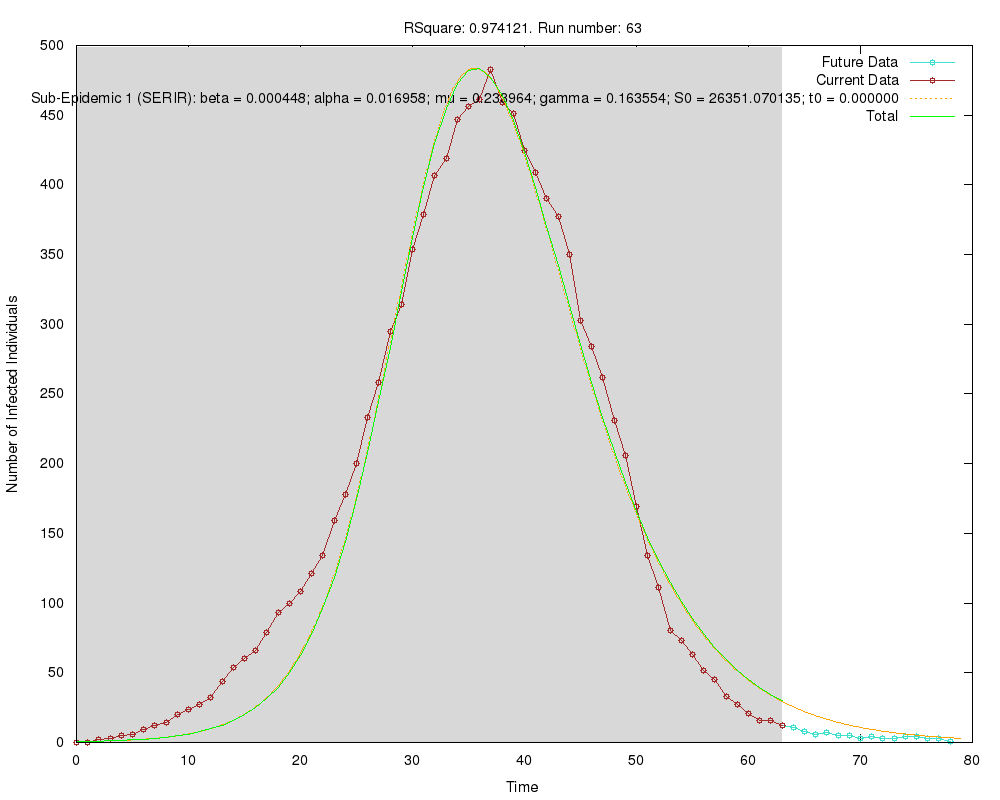 RSquare: 0.974121. Run number: 63
500
450
400
350
300
250
200
150
100
50
0
Number of Infected Individuals
Future Data
Current Data
Sub-Epidemic 1 (SERIR): beta = 0.000448; alpha = 0.016958; mu = 0.233964; gamma = 0.163554; S0 = 26351.070135; t0 = 0.000000
Total
0 10 20 30 40 50 60 70 80
Time